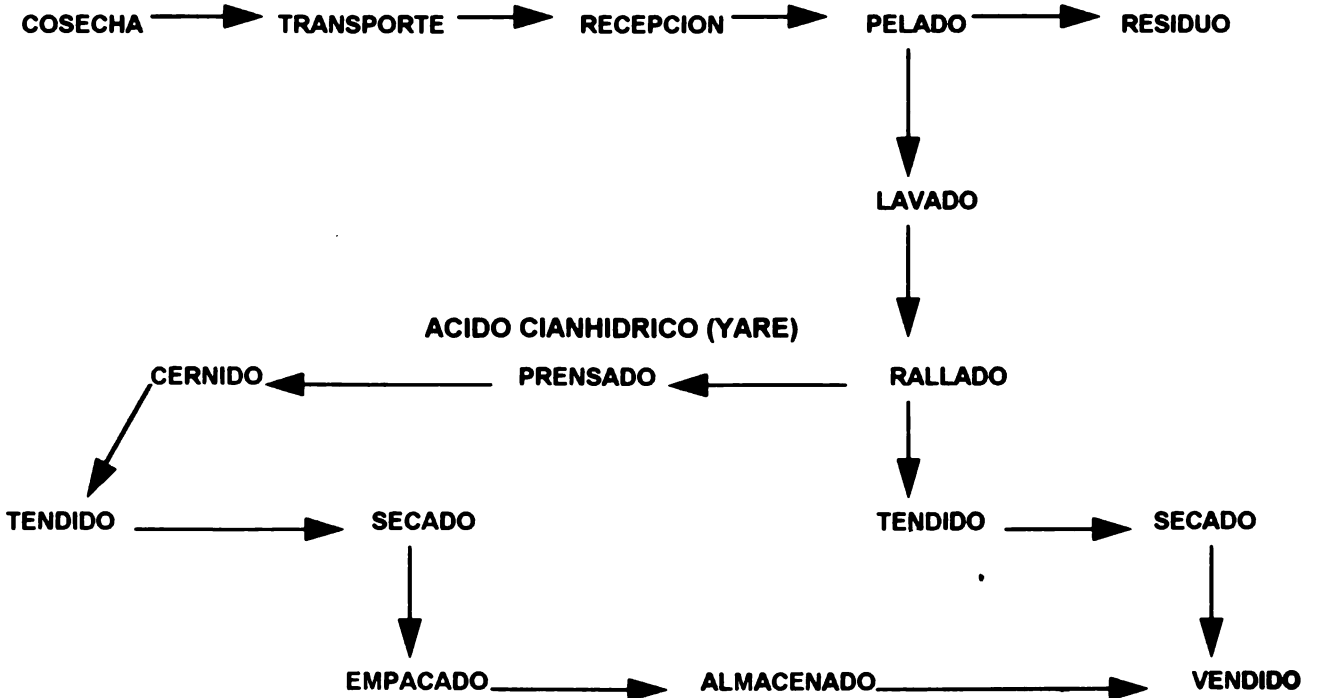 COSECHA TRANSPORTE RECEPCION PELADO RESIDUO
LAVADO
ACIDO CIANHIDRICO (YARE)
CERNIDO PRENSADO RALLADO
TENDIDO SECADO TENDIDO SECADO
EMPACADO ALMACENADO VENDIDO